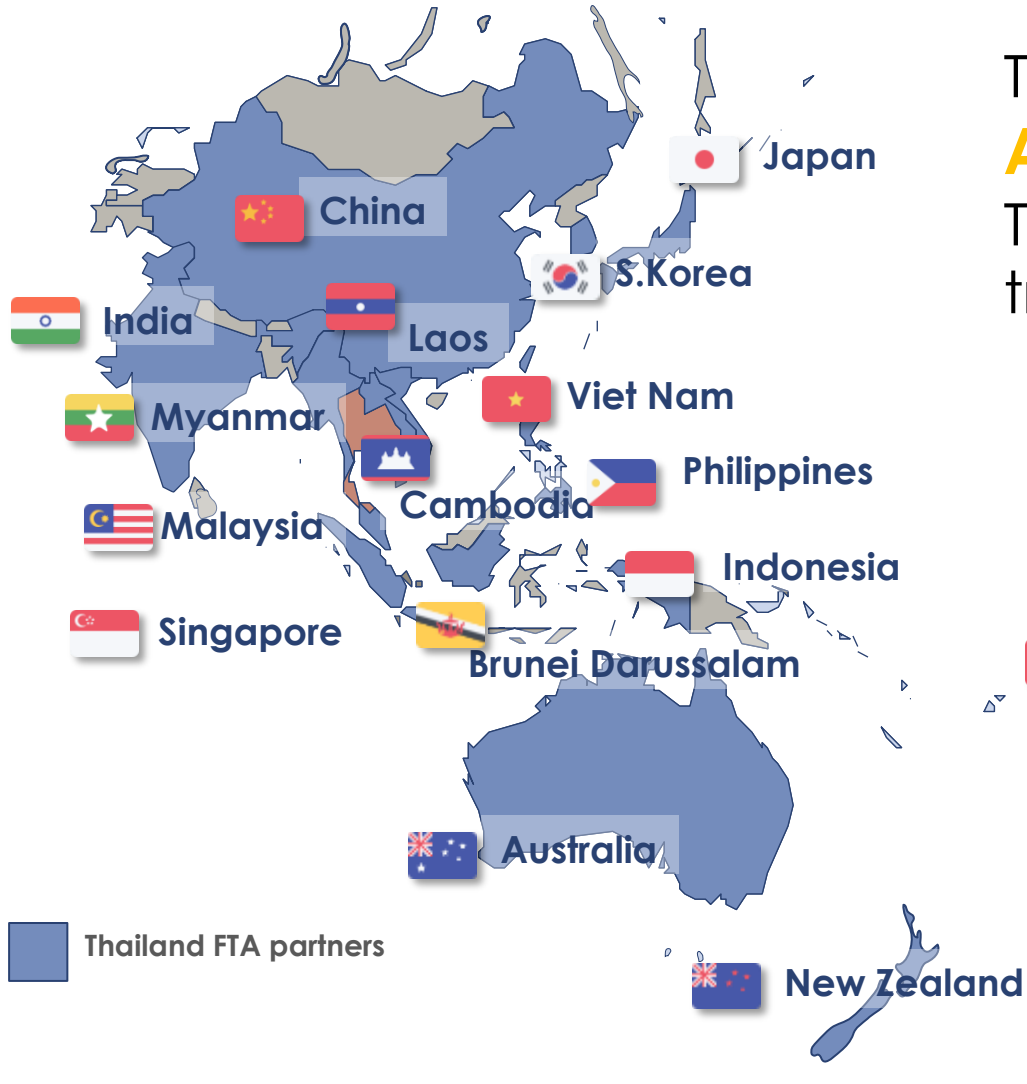 Japan
China
S.Korea
India
Laos
Viet Nam
Myanmar
Philippines
Cambodia
Malaysia
Indonesia
Singapore
Brunei Darussalam
Australia
Thailand FTA partners
New Zealand